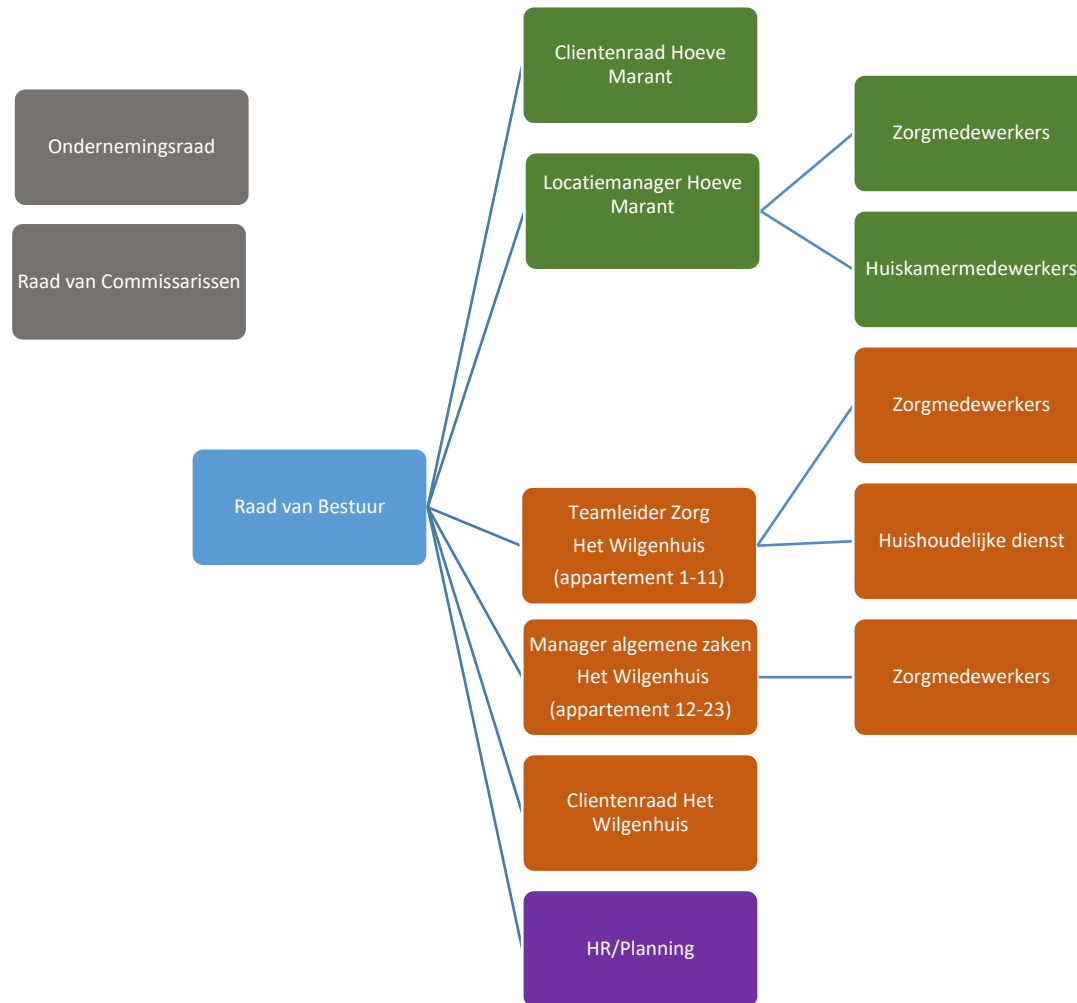 Clientenraad Hoeve
Marant
Ondernemingsraad
Zorgmedewerkers
Locatiemanager Hoeve
Marant
Raad van Commissarissen
Huiskamermedewerkers
Zorgmedewerkers
Raad van Bestuur
Teamleider Zorg
Het Wilgenhuis
(appartement 1-11)
Huishoudelijke dienst
Manager algemene zaken
Het Wilgenhuis
(appartement 12-23)
Zorgmedewerkers
Clientenraad Het
Wilgenhuis
HR/Planning